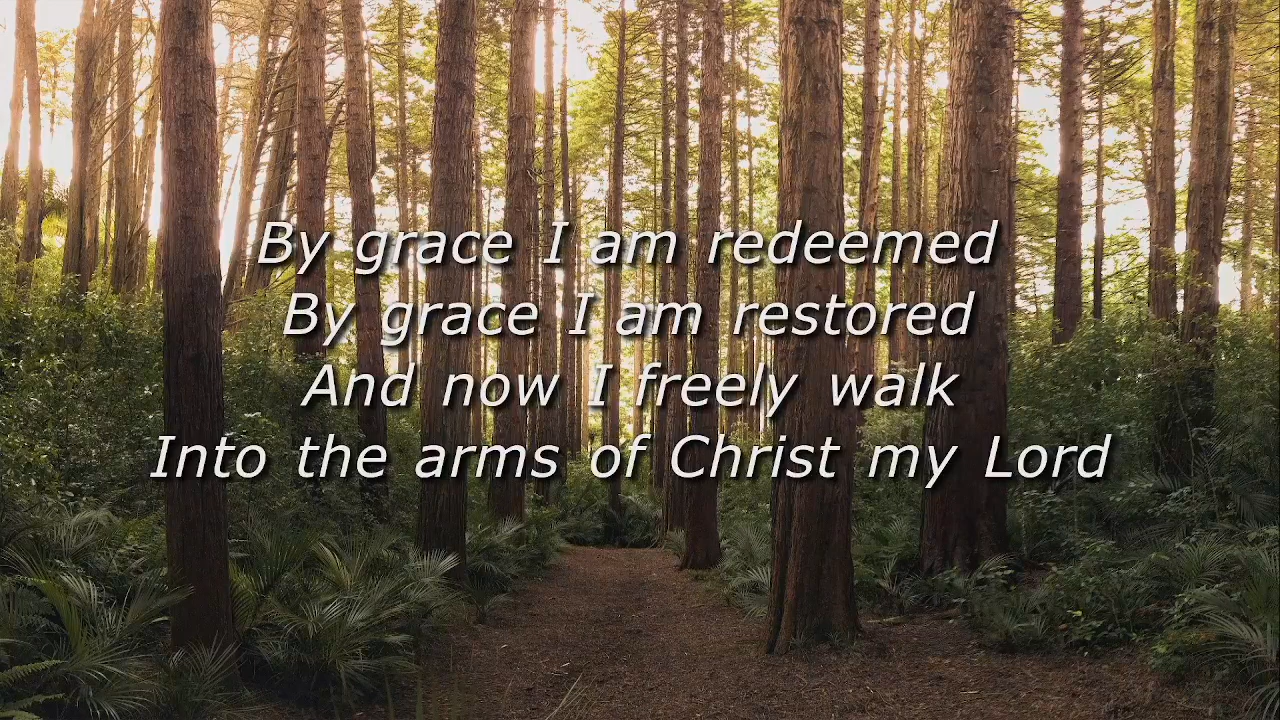 By grace I am redeemed
By grace I am restored
And now I freely walk
Into the arms of Christ my Lord